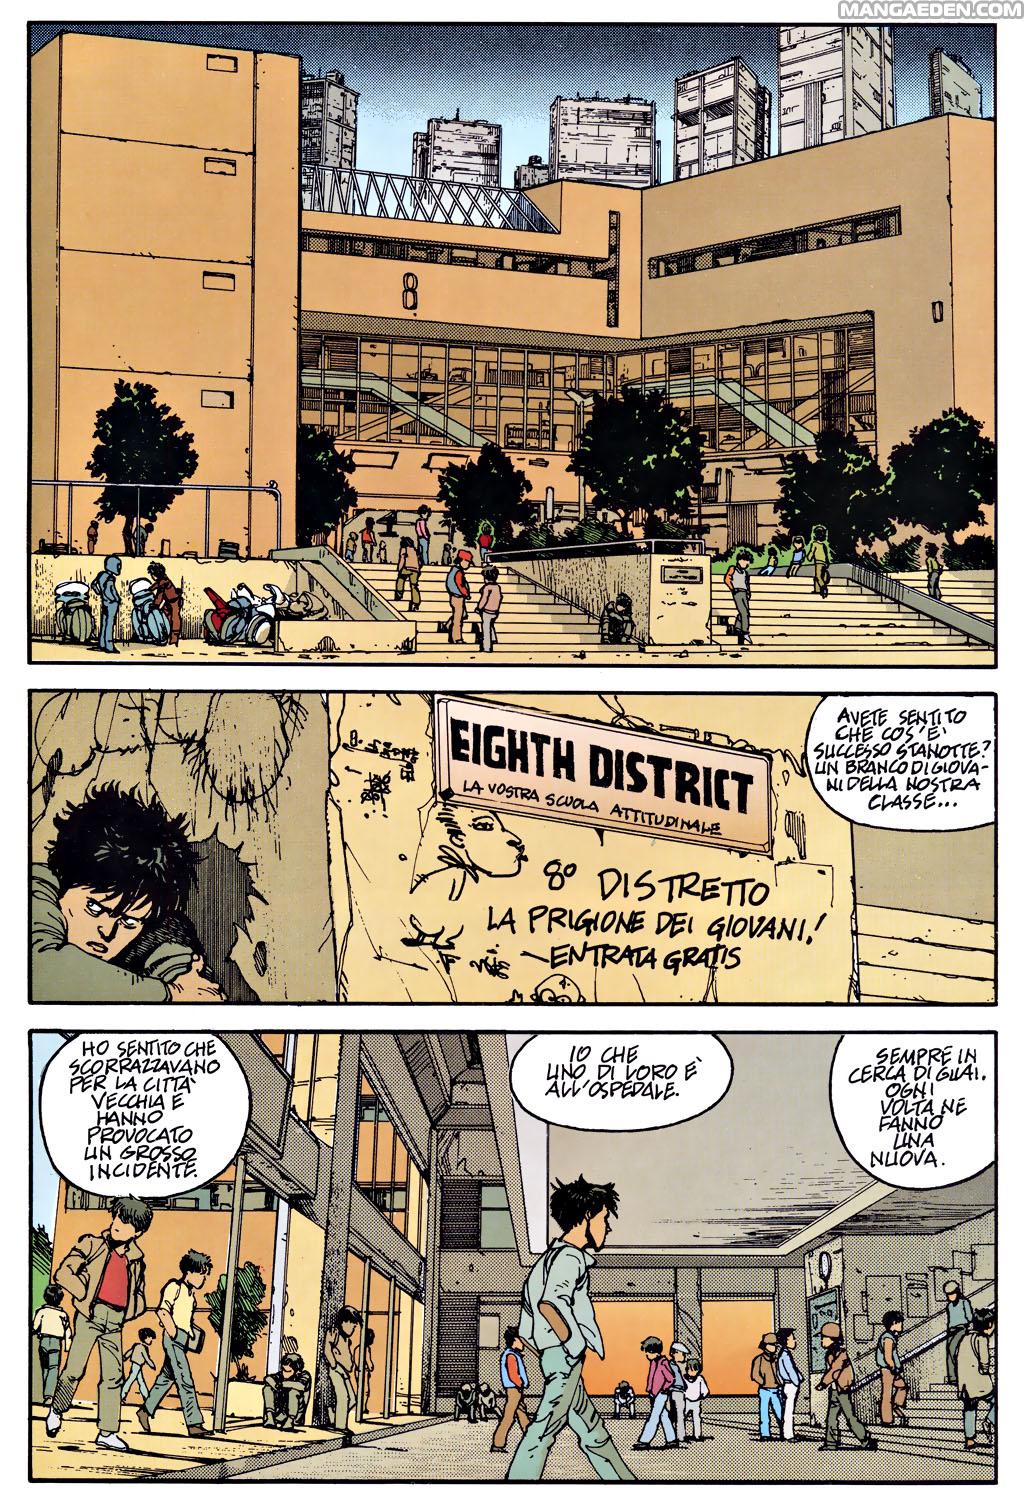 MANGAEDEN.COM
8
AVETE SENTITO
CHE COS'È
SUCCESSO STANOTTE?
UN BRANCO DI GIOVA-
NI DELLA NOSTRA
CLASSE...
EIGHTH DISTRICT
LA VOSTRA SCUOLA ATTITUDINALE
8° DISTRETTO
LA PRIGIONE DEI GIOVANI!
ENTRATA GRATIS
HO SENTITO CHE
SCORRAZZAVANO
PER LA CITTÀ
VECCHIA E
HANNO
PROVOCATO
UN GROSSO
INCIDENTE.
IO CHE
UNO DI LORO È
ALL'OSPEDALE.
SEMPRE IN
CERCA DI GUAI.
OGNI
VOLTA NE
FANNO
UNA
NUOVA.